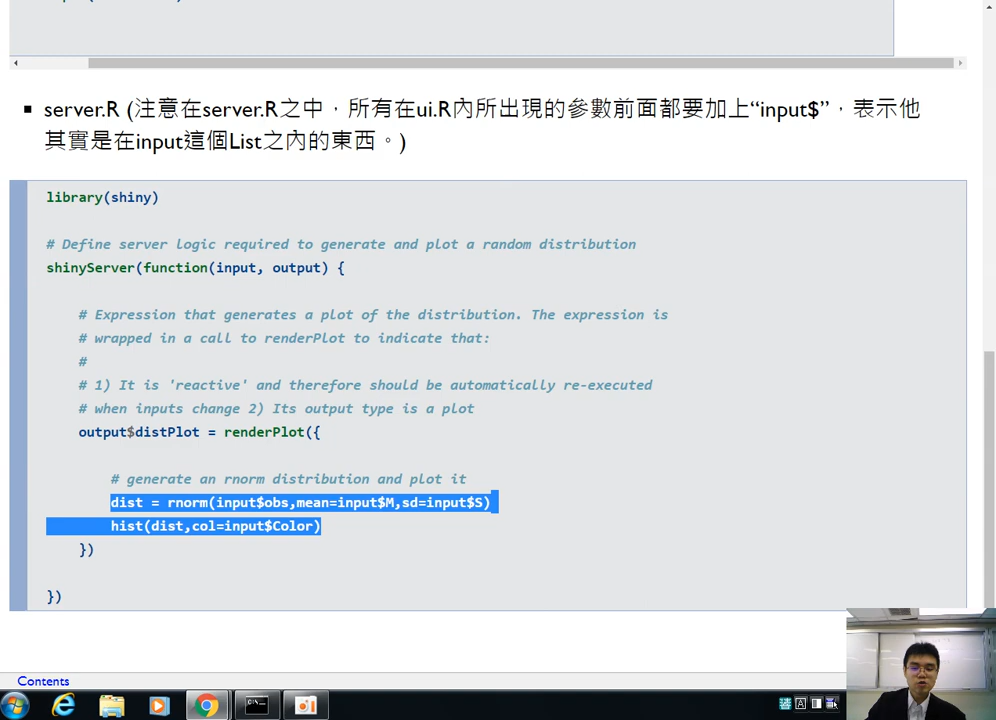 server.R (注意在server.R之中，所有在ui.R內所出現的參數前面都要加上“input$”，表示他
其實是在input這個List之內的東西。)
library(shiny)
# Define server logic required to generate and plot a random distribution
shinyServer(function(input, output) {
# Expression that generates a plot of the distribution. The expression is
# wrapped in a call to renderPlot to indicate that:
#
# 1) It is 'reactive' and therefore should be automatically re-executed
# when inputs change 2) Its output type is a plot
output$distPlot = renderPlot({
# generate an rnorm distribution and plot it
dist = rnorm(input$obs,mean=input$M,sd=input$S)
hist(dist,col=input$Color)
})
})
Contents